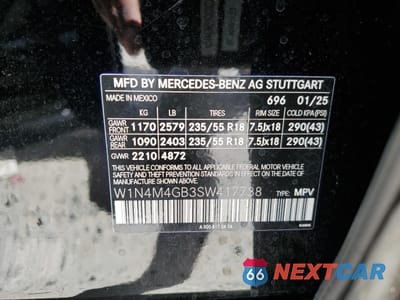 MFD BY MERCEDES-BENZ AG STUTTGART
MADE IN MEXICO 696 01/25
KG LB TIRE SIZE RIM SIZE COLD KPA(PSI)
GAWR FRONT 1170 2579 235/55 R18 7.5Jx18 290(43)
GAWR REAR 1090 2403 235/55 R18 7.5Jx18 290(43)
GVWR 2210 4872
THIS VEHICLE CONFORMS TO ALL APPLICABLE FEDERAL MOTOR VEHICLE
SAFETY AND THEFT PREVENTION STANDARDS IN EFFECT ON THE DATE
OF MANUFACTURE SHOWN ABOVE.
W1N4M4GB3SW417738 TYPE: MPV
66 NEXTCAR